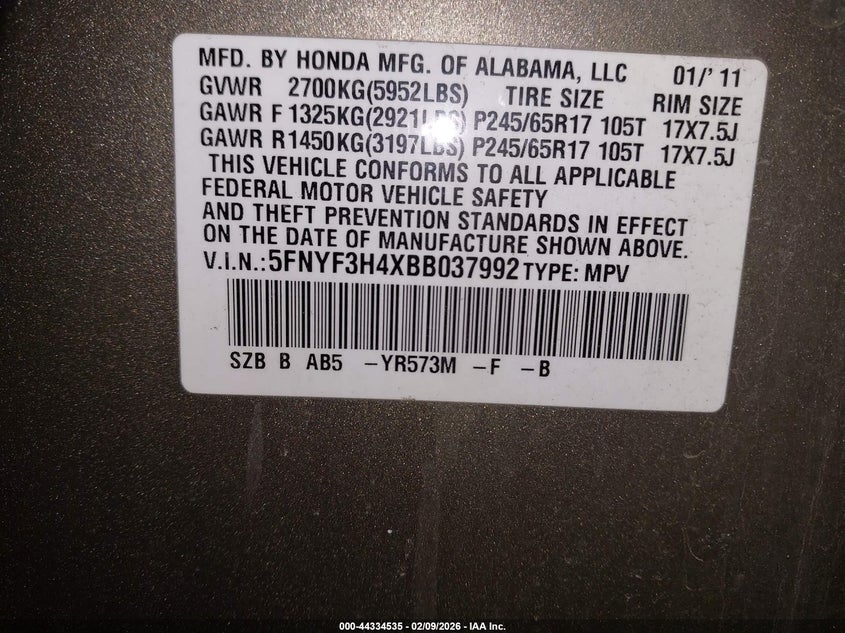 MFD. BY HONDA MFG. OF ALABAMA, LLC 01/'11
GVWR 2700KG(5952LBS) TIRE SIZE RIM SIZE
GAWR F 1325KG(2921LBS) P245/65R17 105T 17X7.5J
GAWR R1450KG(3197LBS) P245/65R17 105T 17X7.5J
THIS VEHICLE CONFORMS TO ALL APPLICABLE
FEDERAL MOTOR VEHICLE SAFETY
AND THEFT PREVENTION STANDARDS IN EFFECT
ON THE DATE OF MANUFACTURE SHOWN ABOVE.
V.I.N.:5FNYF3H4XBB037992 TYPE: MPV
SZB B AB5 -YR573M -F -B
000-44334535 - 02/09/2026 - IAA Inc.